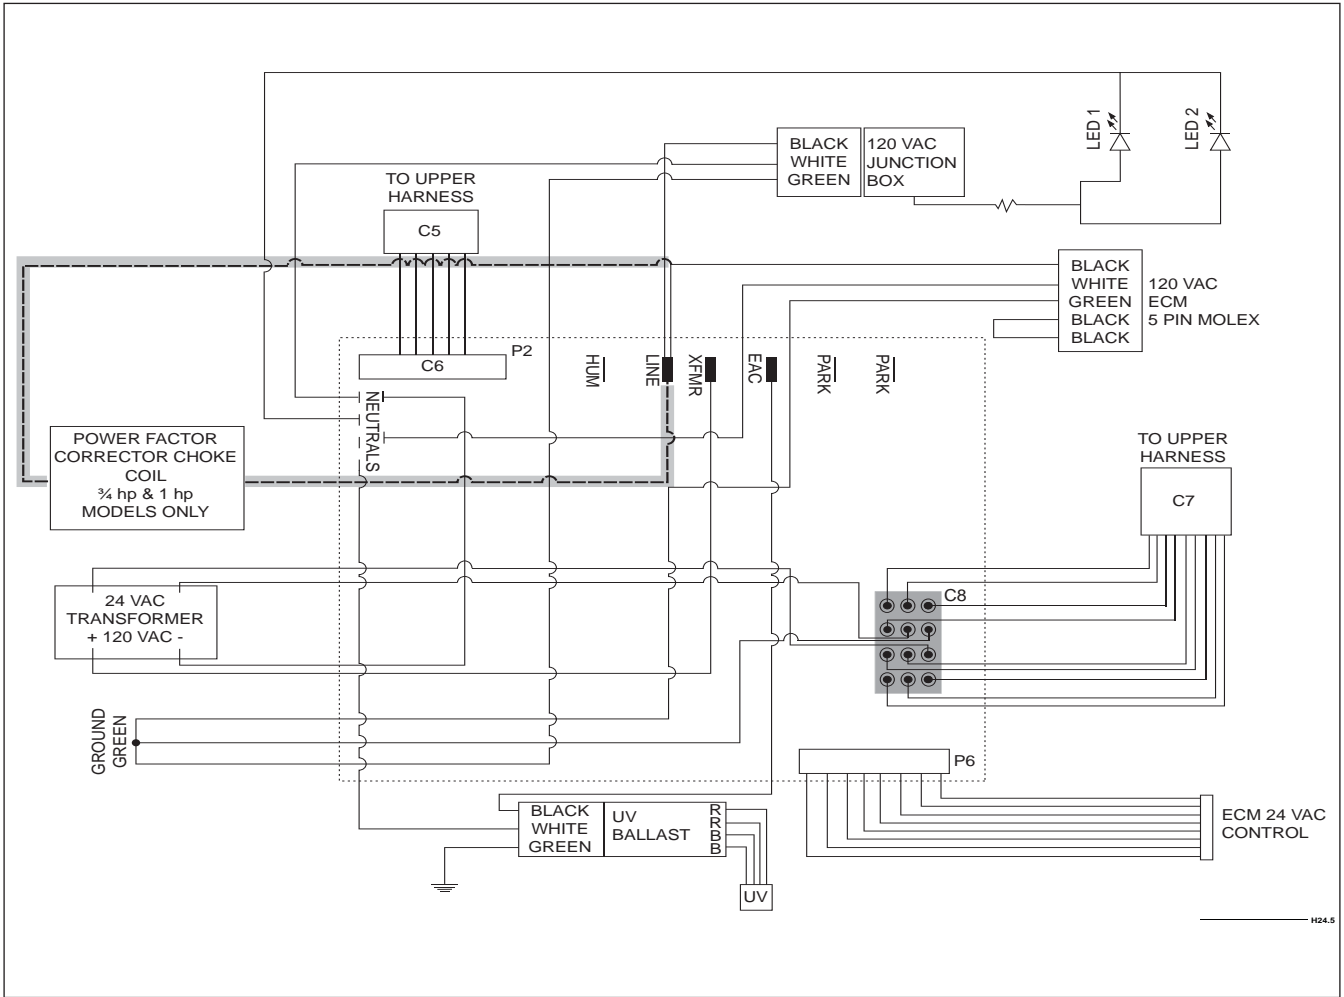 LED 1
LED 2
BLACK
WHITE
GREEN
120 VAC
JUNCTION
BOX
TO UPPER
HARNESS
C5
BLACK
WHITE
GREEN
BLACK
BLACK
120 VAC
ECM
5 PIN MOLEX
P2
C6
HUM
LINE
XFMR
EAC
PARK
PARK
NEUTRALS
POWER FACTOR
CORRECTOR CHOKE
COIL
¾ hp & 1 hp
MODELS ONLY
TO UPPER
HARNESS
C7
24 VAC
TRANSFORMER
+ 120 VAC -
C8
GROUND
GREEN
P6
BLACK
WHITE
GREEN
UV
BALLAST
R
R
B
B
UV
ECM 24 VAC
CONTROL
H24.5